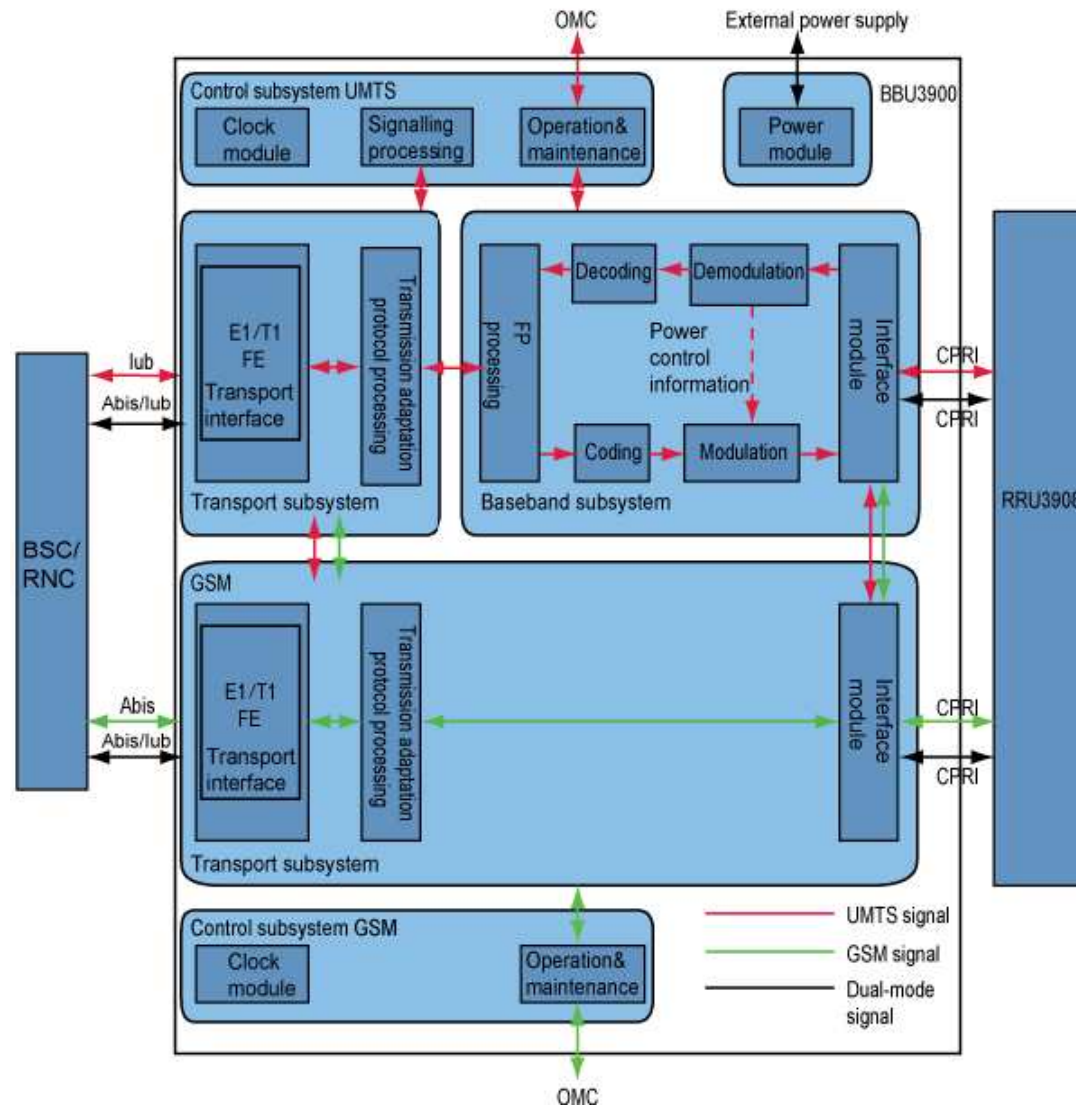 OMC
External power supply
Control subsystem UMTS
BBU3900
Clock
module
Signalling
processing
Operation&
maintenance
Power
module
E1/T1
FE
Transport
interface
Transmission adaptation
protocol processing
Transport subsystem
FP
processing
Decoding
Demodulation
Power
control
information
Coding
Modulation
Interface
module
Baseband subsystem
Iub
Abis/Iub
CPRI
CPRI
BSC/
RNC
RRU3908
GSM
E1/T1
FE
Transport
interface
Transmission adaptation
protocol processing
Interface
module
Abis
Abis/Iub
CPRI
CPRI
Transport subsystem
Control subsystem GSM
Clock
module
Operation&
maintenance
UMTS signal
GSM signal
Dual-mode
signal
OMC